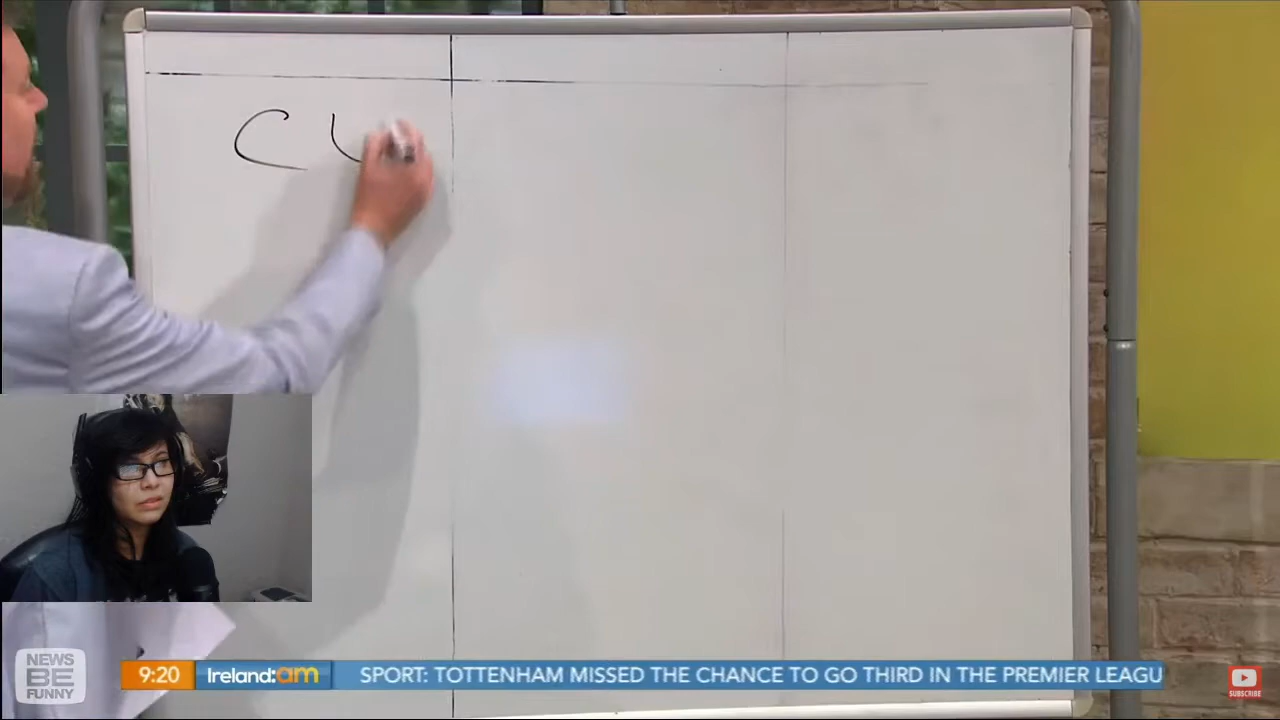 C U
NEWS
BE
FUNNY
9:20
Ireland:am
SPORT: TOTTENHAM MISSED THE CHANCE TO GO THIRD IN THE PREMIER LEAGU
SUBSCRIBE